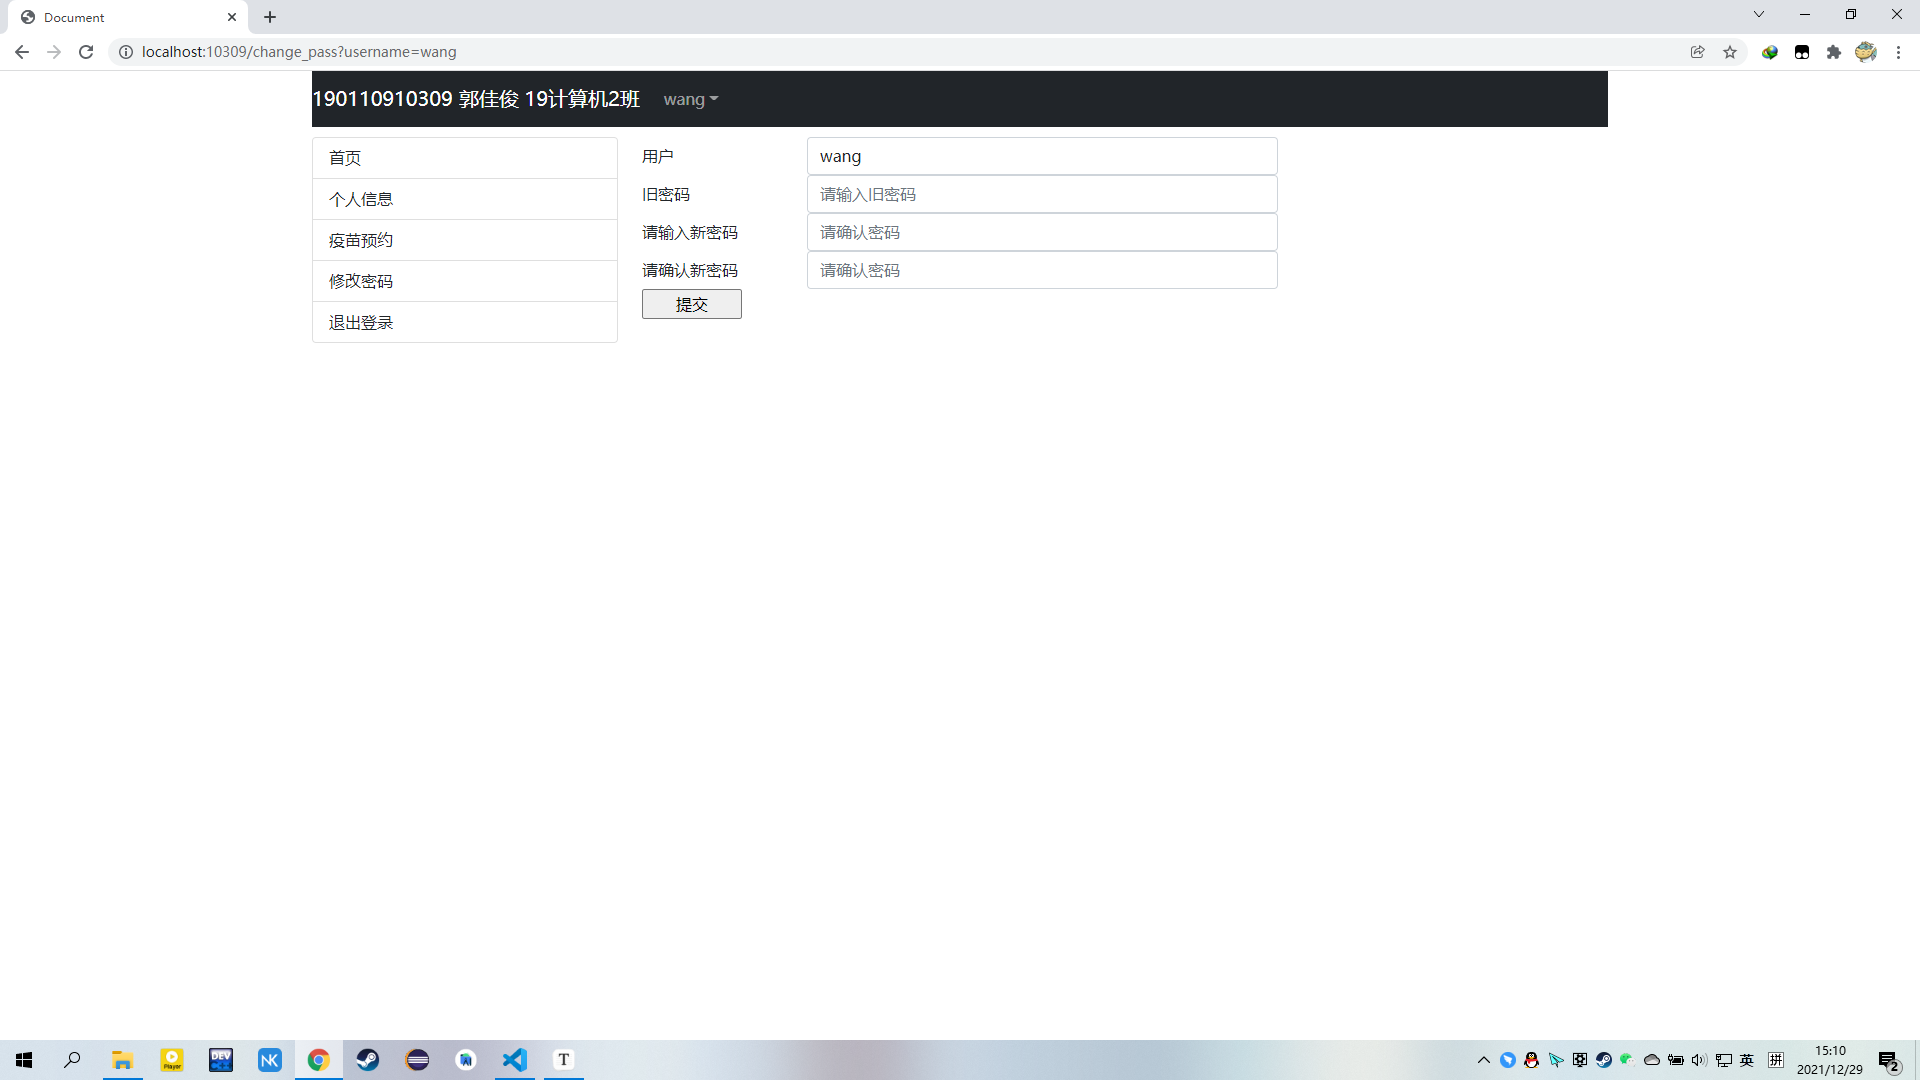 Document
localhost:10309/change_pass?username=wang
190110910309 郭佳俊 19计算机2班 wang
首页
个人信息
疫苗预约
修改密码
退出登录
用户 wang
旧密码 请输入旧密码
请输入新密码 请确认密码
请确认新密码 请确认密码
提交
Player
DEV
NK
T
英
拼
15:10
2021/12/29
2